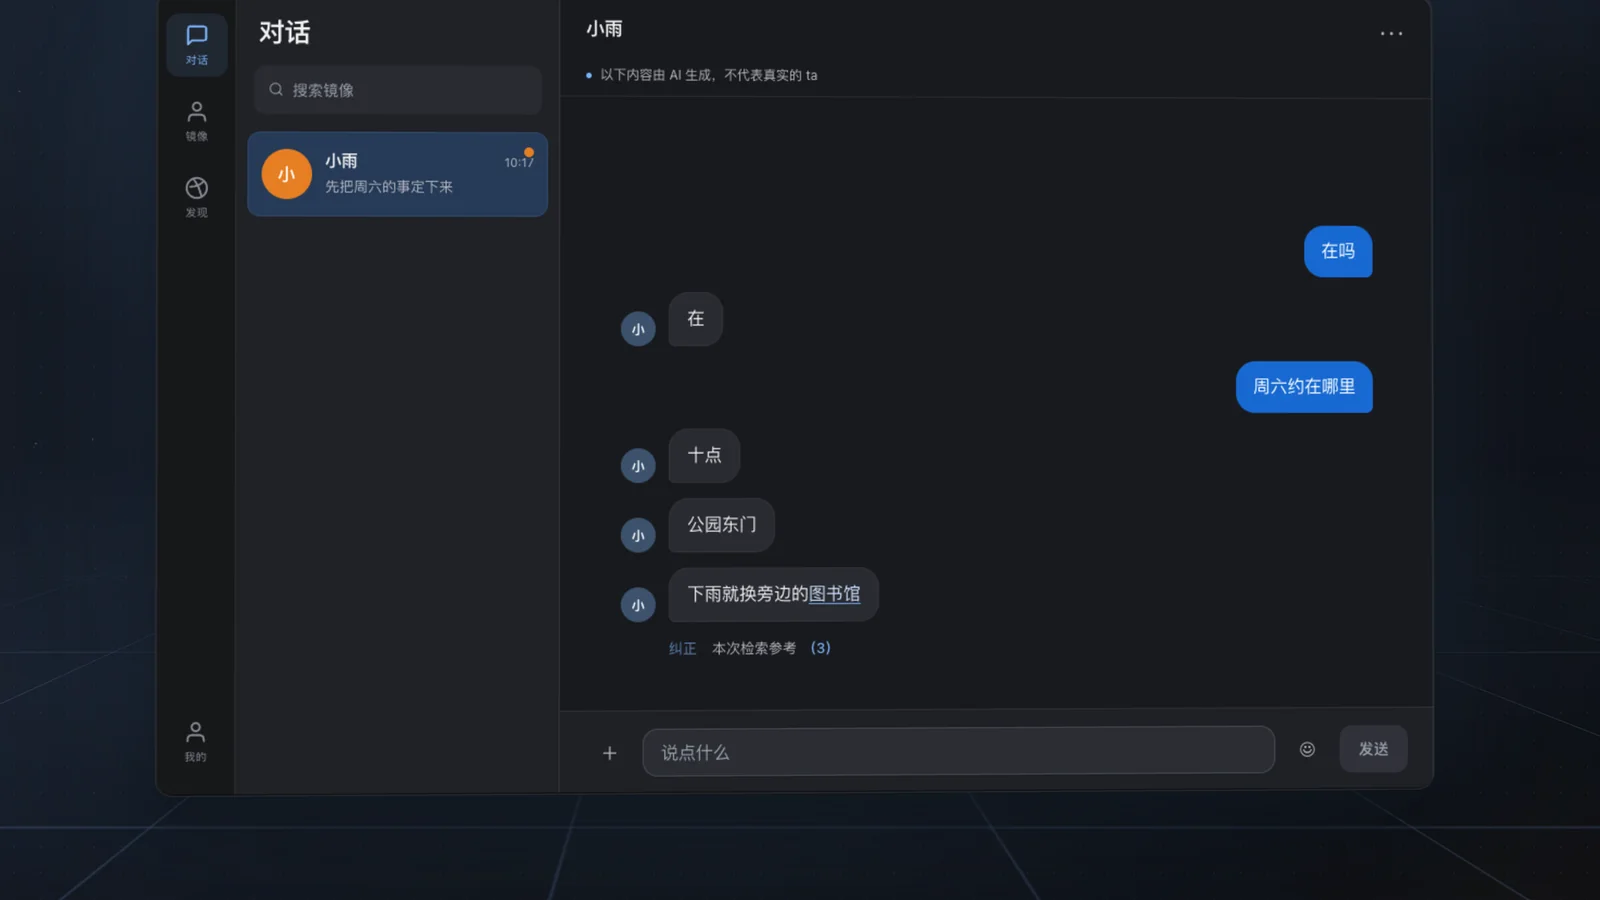 对话
镜像
发现
我的
对话
搜索镜像
小
小雨
10:17
先把周六的事定下来
小雨
...
以下内容由 AI 生成，不代表真实的 ta
在吗
小
在
周六约在哪里
小
十点
小
公园东门
小
下雨就换旁边的图书馆
纠正 本次检索参考 (3)
说点什么
发送